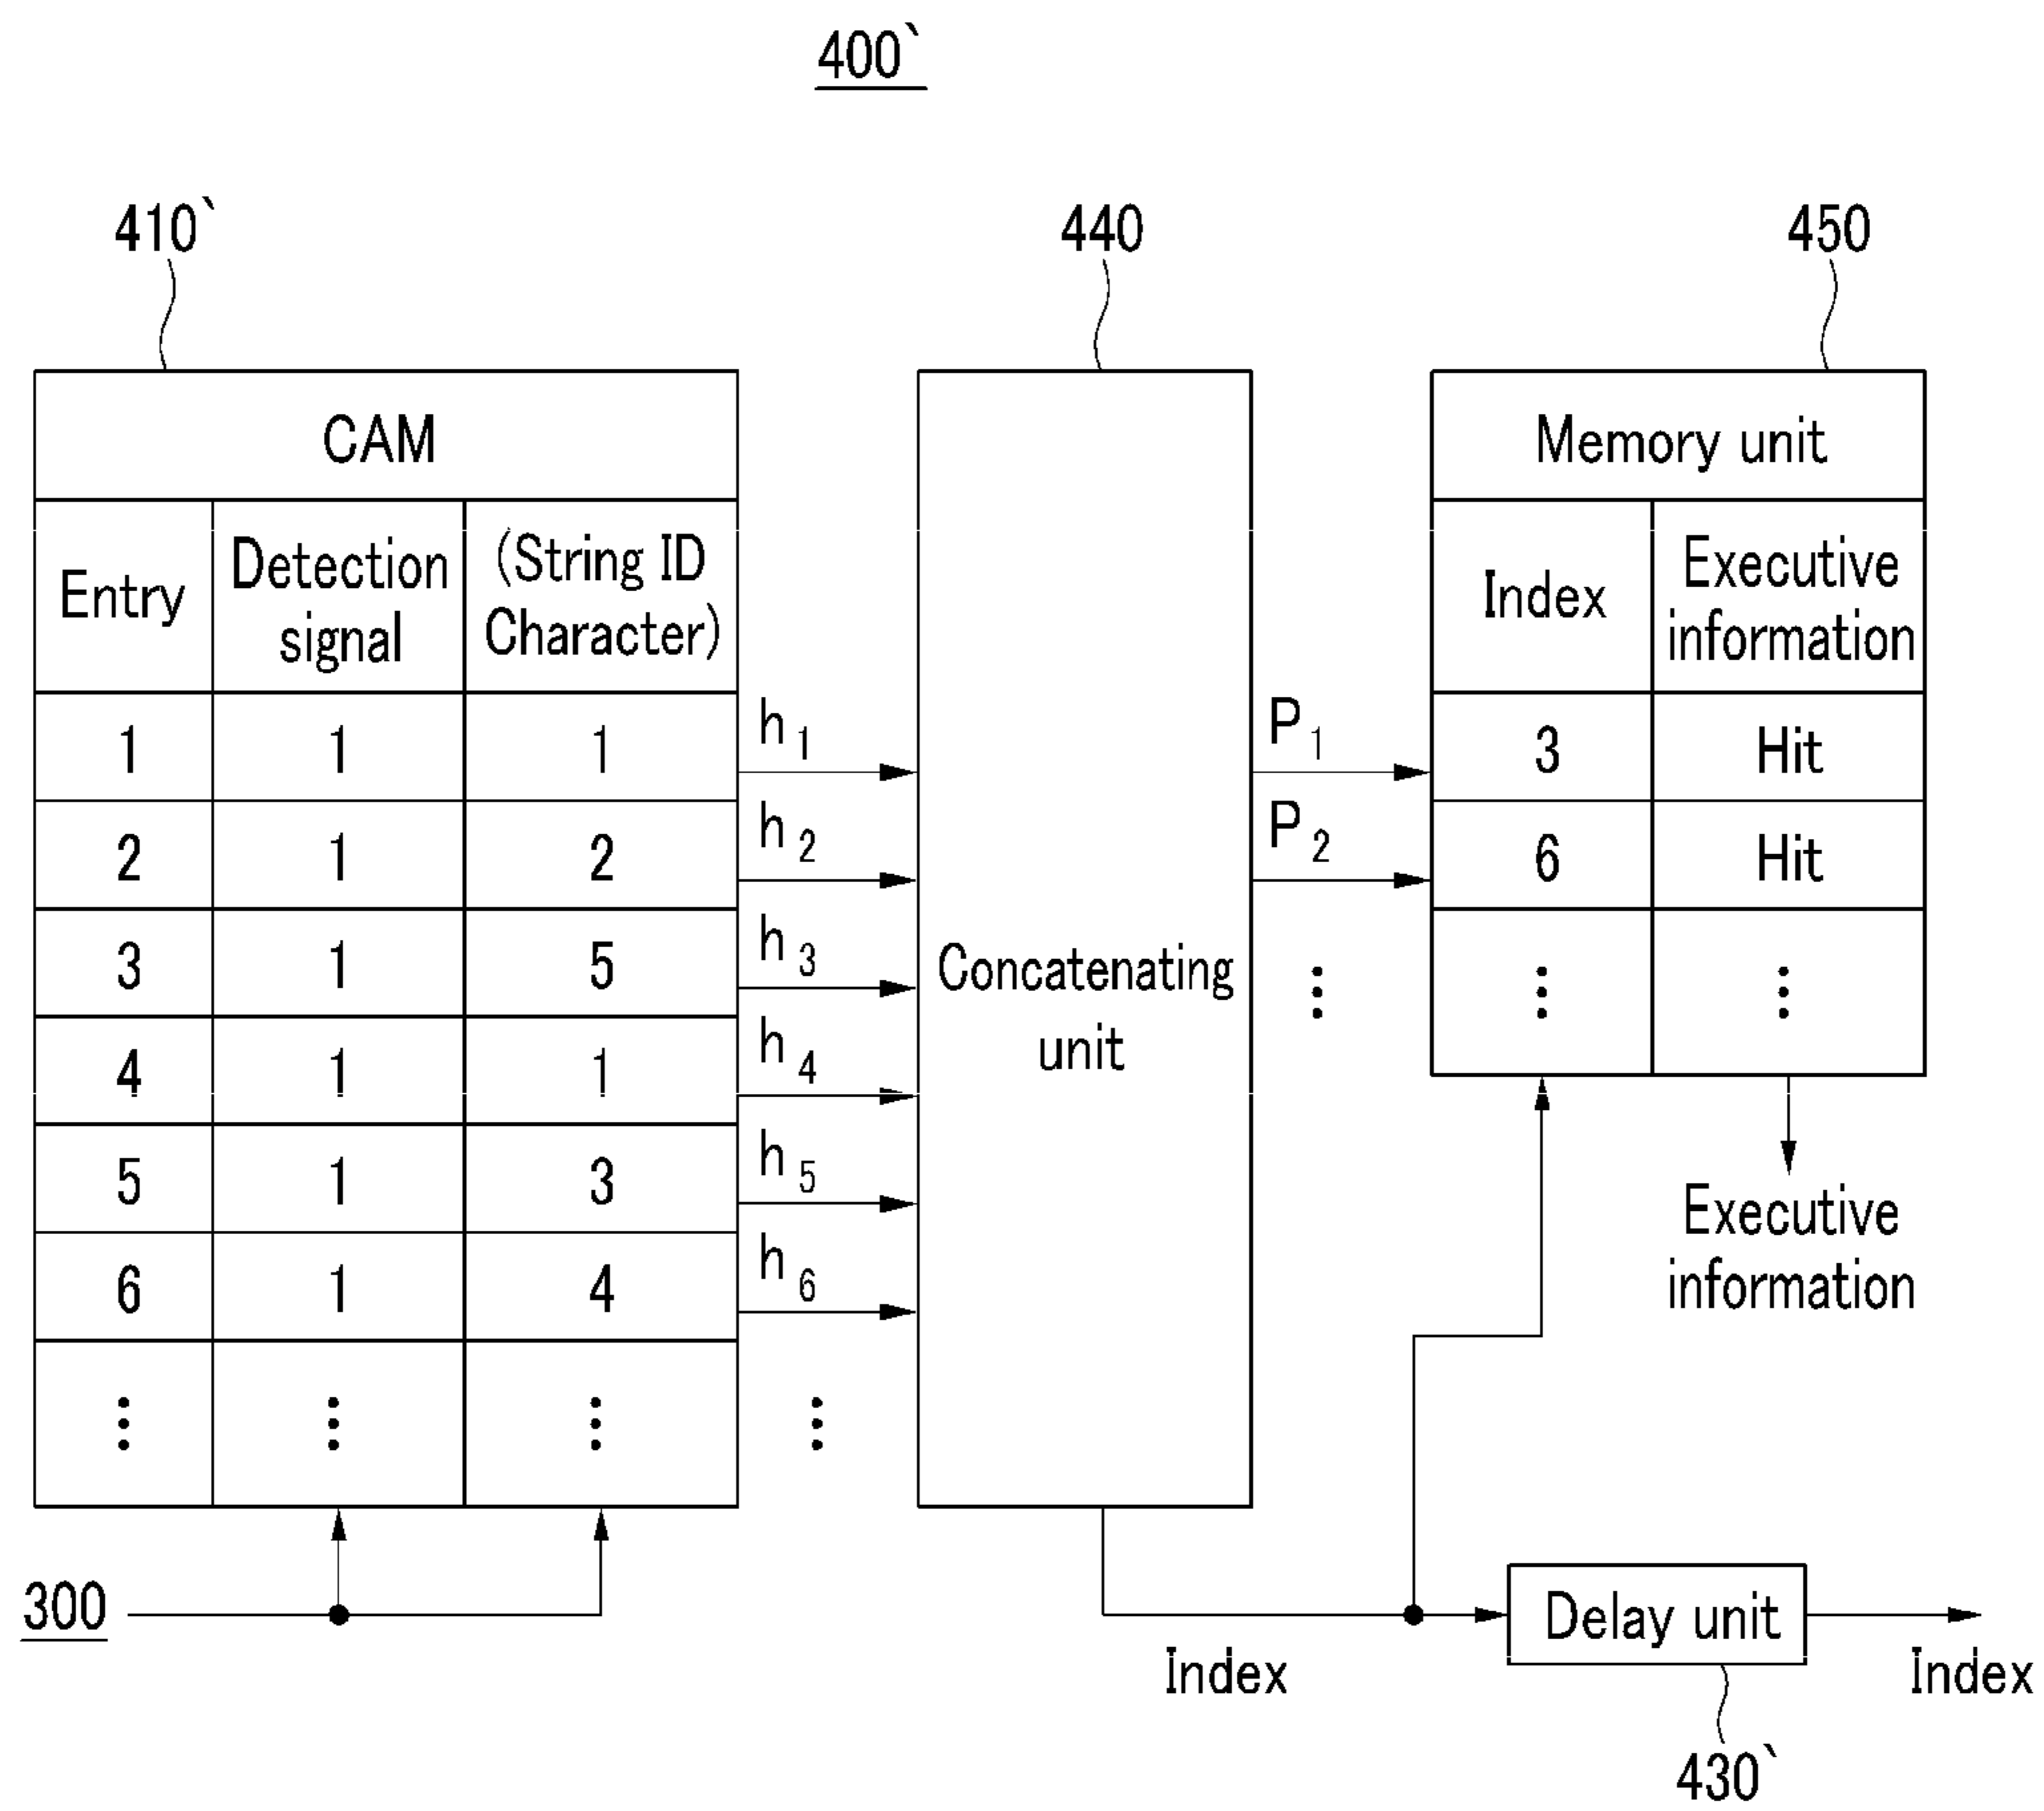 400`
410`
440
450
CAM
Entry
Detection
signal
(String ID
Character)
1 1 1
2 1 2
3 1 5
4 1 1
5 1 3
6 1 4
h1
h2
h3
h4
h5
h6
Concatenating
unit
P1
P2
Memory unit
Index
Executive
information
3 Hit
6 Hit
Executive
information
300
Index
Delay unit
Index
430`